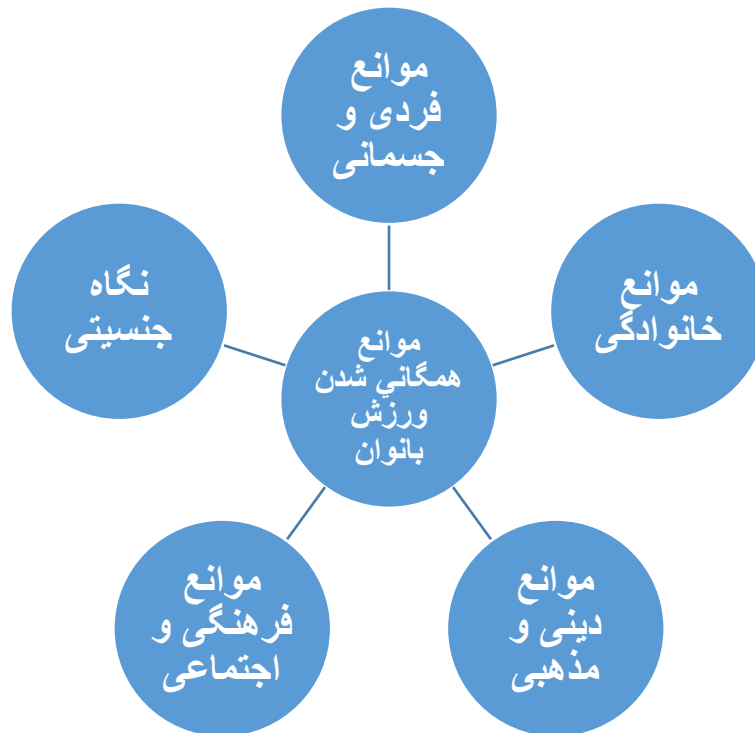 موانع
فردی و
جسمانی
موانع
خانوادگی
نگاه
جنسیتی
موانع
همگاني شدن
ورزش
بانوان
موانع
دینی و
مذهبی
موانع
فرهنگی و
اجتماعی